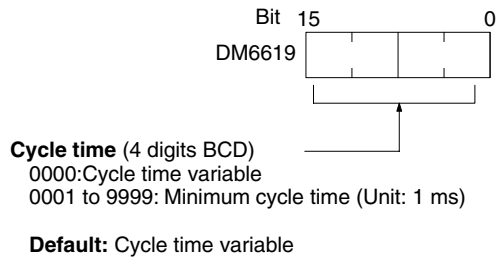 Bit 15 0
DM6619
Cycle time (4 digits BCD)
0000:Cycle time variable
0001 to 9999: Minimum cycle time (Unit: 1 ms)
Default: Cycle time variable